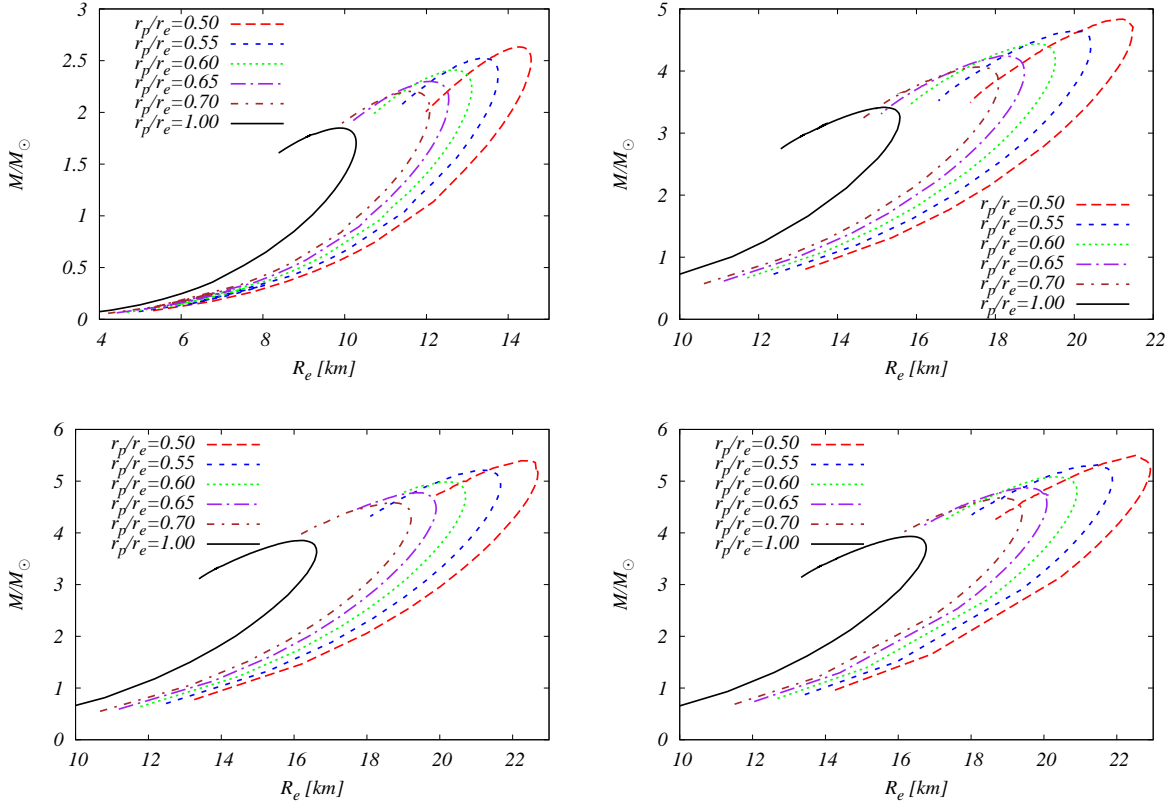 r_p/r_e=0.50
r_p/r_e=0.55
r_p/r_e=0.60
r_p/r_e=0.65
r_p/r_e=0.70
r_p/r_e=1.00
3
2.5
2
1.5
1
0.5
0
M/M_⊙
4 6 8 10 12 14
R_e [km]
5
4
3
2
1
0
M/M_⊙
r_p/r_e=0.50
r_p/r_e=0.55
r_p/r_e=0.60
r_p/r_e=0.65
r_p/r_e=0.70
r_p/r_e=1.00
10 12 14 16 18 20 22
R_e [km]
r_p/r_e=0.50
r_p/r_e=0.55
r_p/r_e=0.60
r_p/r_e=0.65
r_p/r_e=0.70
r_p/r_e=1.00
6
5
4
3
2
1
0
M/M_⊙
10 12 14 16 18 20 22
R_e [km]
r_p/r_e=0.50
r_p/r_e=0.55
r_p/r_e=0.60
r_p/r_e=0.65
r_p/r_e=0.70
r_p/r_e=1.00
6
5
4
3
2
1
0
M/M_⊙
10 12 14 16 18 20 22
R_e [km]